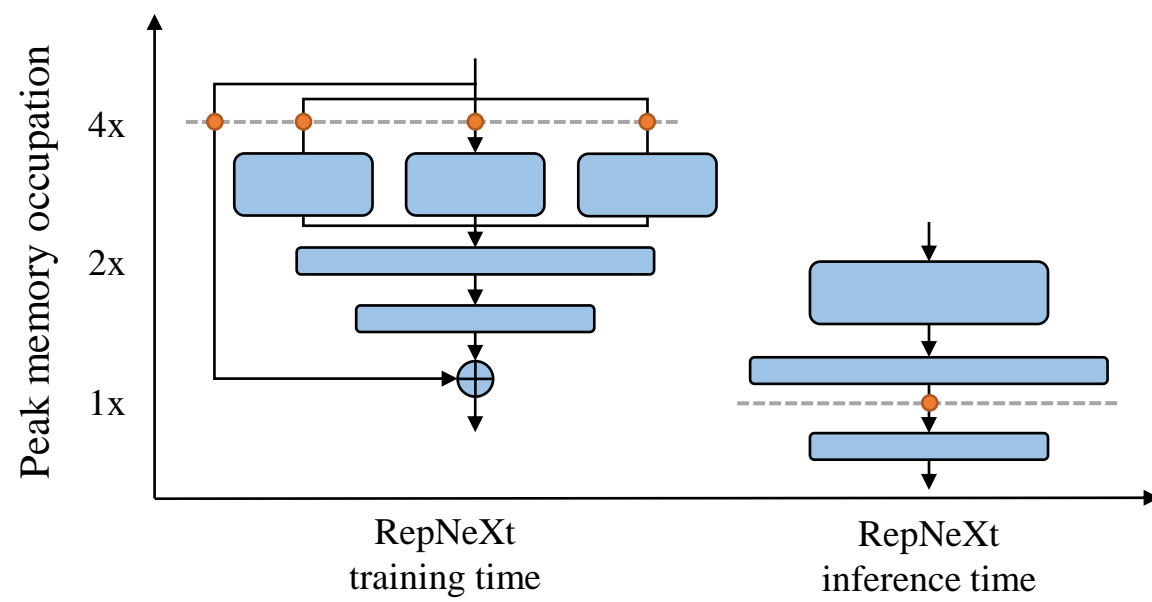 Peak memory occupation
4x
2x
1x
RepNeXt
training time
RepNeXt
inference time